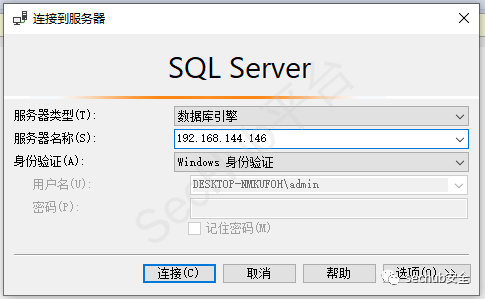 连接到服务器
SQL Server
服务器类型(T):
数据库引擎
服务器名称(S):
192.168.144.146
身份验证(A):
Windows 身份验证
用户名(U):
DESKTOP-NMKUFOH\admin
密码(P):
记住密码(M)
连接(C)
取消
帮助
选项(O) >>
sechub安全